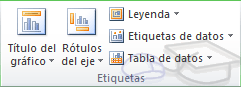 Título del
gráfico
Rótulos
del eje
Leyenda
Etiquetas de datos
Tabla de datos
Etiquetas